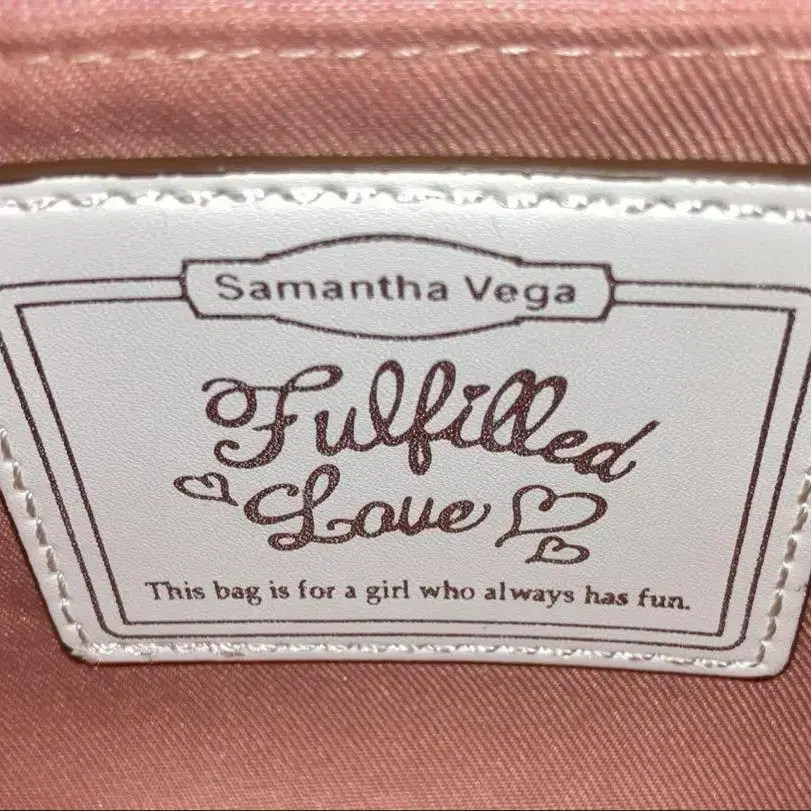 Samantha Vega
Fulfilled
Love
This bag is for a girl who always has fun.